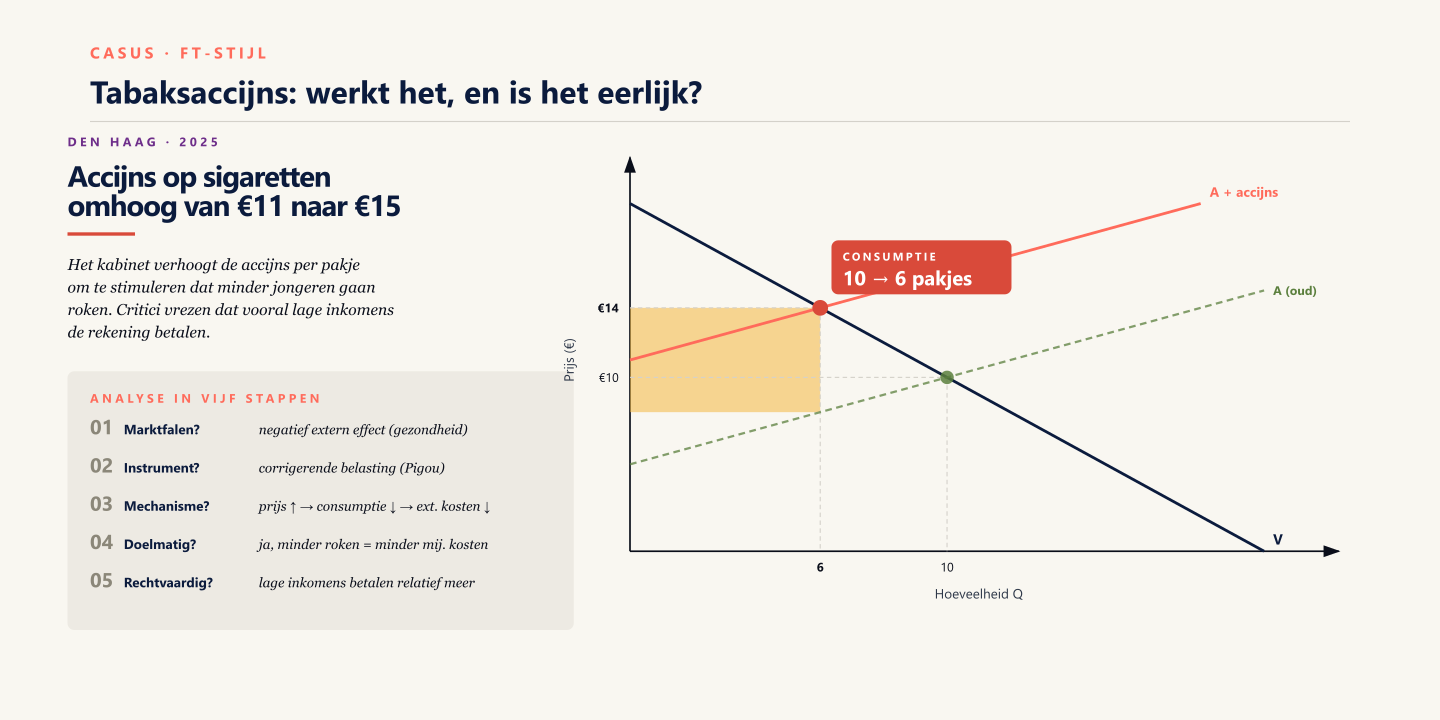 CASUS · FT-STIJL
Tabaksaccijns: werkt het, en is het eerlijk?
DEN HAAG · 2025
Accijns op sigaretten
omhoog van €11 naar €15
Het kabinet verhoogt de accijns per pakje
om te stimuleren dat minder jongeren gaan
roken. Critici vrezen dat vooral lage inkomens
de rekening betalen.
ANALYSE IN VIJF STAPPEN
01 Marktfalen? negatief extern effect (gezondheid)
02 Instrument? corrigerende belasting (Pigou)
03 Mechanisme? prijs ↑ → consumptie ↓ → ext. kosten ↓
04 Doelmatig? ja, minder roken = minder mij. kosten
05 Rechtvaardig? lage inkomens betalen relatief meer
A + accijns
CONSUMPTIE
10 → 6 pakjes
A (oud)
€14
€10
Prijs (€)
V
6
10
Hoeveelheid Q